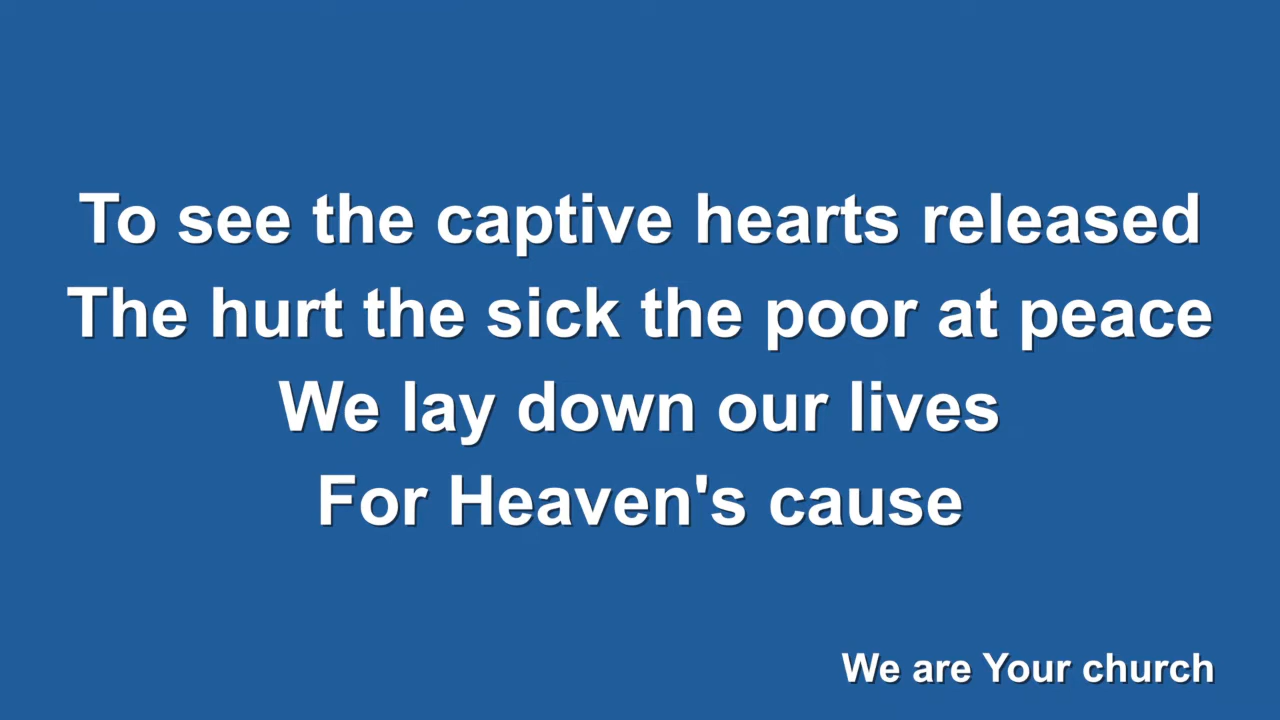 To see the captive hearts released
The hurt the sick the poor at peace
We lay down our lives
For Heaven's cause
We are Your church